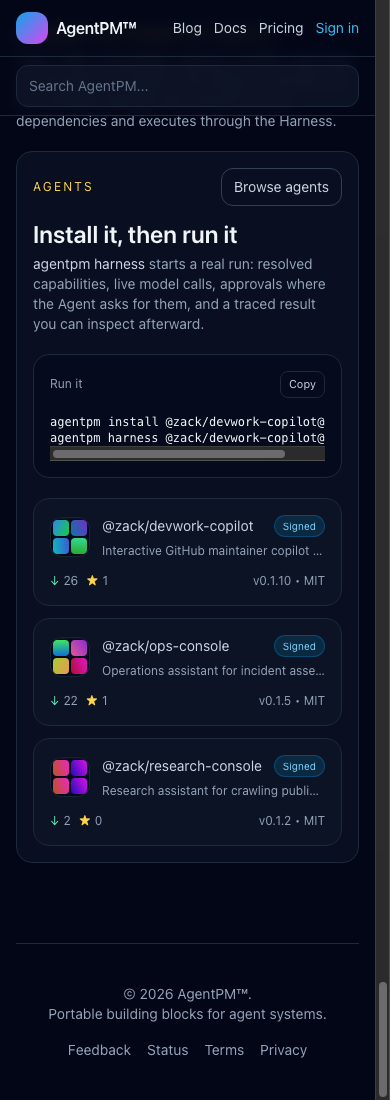 AgentPM™
Blog Docs Pricing Sign in
Search AgentPM...
dependencies and executes through the Harness.
AGENTS
Browse agents
Install it, then run it
agentpm harness starts a real run: resolved
capabilities, live model calls, approvals where
the Agent asks for them, and a traced result
you can inspect afterward.
Run it
Copy
agentpm install @zack/devwork-copilot@
agentpm harness @zack/devwork-copilot@
@zack/devwork-copilot
Signed
Interactive GitHub maintainer copilot ...
↓ 26 ★ 1
v0.1.10 • MIT
@zack/ops-console
Signed
Operations assistant for incident asse...
↓ 22 ★ 1
v0.1.5 • MIT
@zack/research-console
Signed
Research assistant for crawling publi...
↓ 2 ★ 0
v0.1.2 • MIT
© 2026 AgentPM™.
Portable building blocks for agent systems.
Feedback Status Terms Privacy